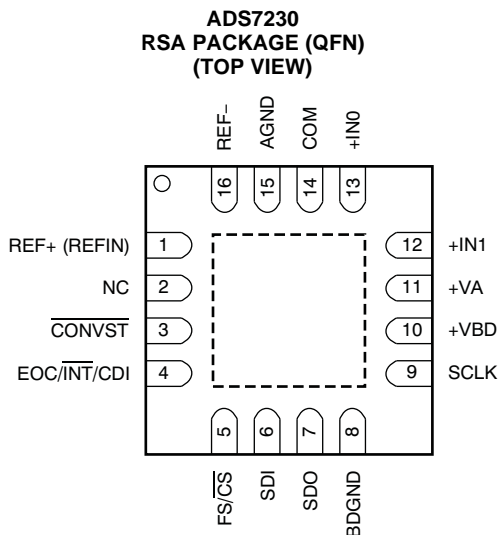 ADS7230
RSA PACKAGE (QFN)
(TOP VIEW)
REF−
AGND
COM
+IN0
16
15
14
13
REF+ (REFIN) 1
NC 2
CONVST 3
EOC/INT/CDI 4
12 +IN1
11 +VA
10 +VBD
9 SCLK
5
6
7
8
FS/CS
SDI
SDO
BDGND